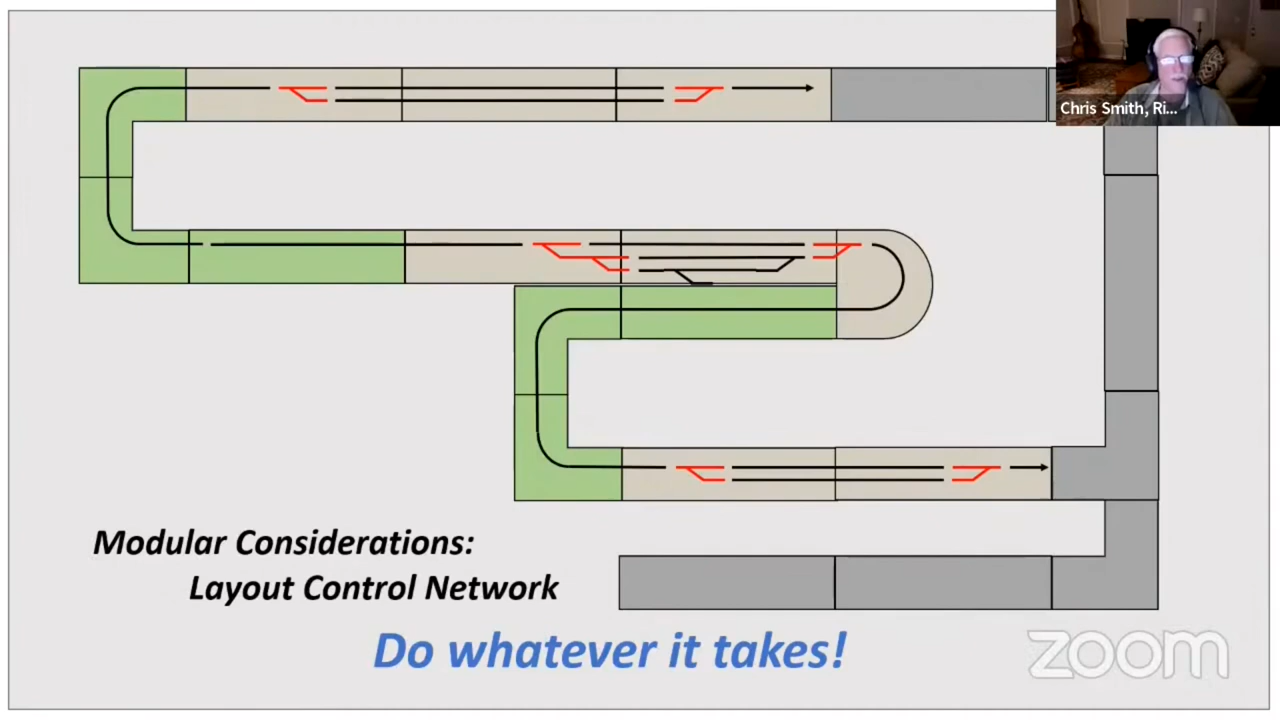 Chris Smith, Ri...
Modular Considerations:
Layout Control Network
Do whatever it takes!
zoom